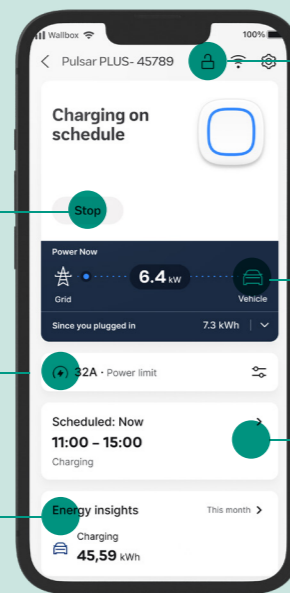 Wallbox
100%
Pulsar PLUS- 45789
Charging on
schedule
Stop
Power Now
6.4 kW
Grid
Vehicle
Since you plugged in
7.3 kWh
32A · Power limit
Scheduled: Now
11:00 – 15:00
Charging
Energy insights
This month
Charging
45,59 kWh